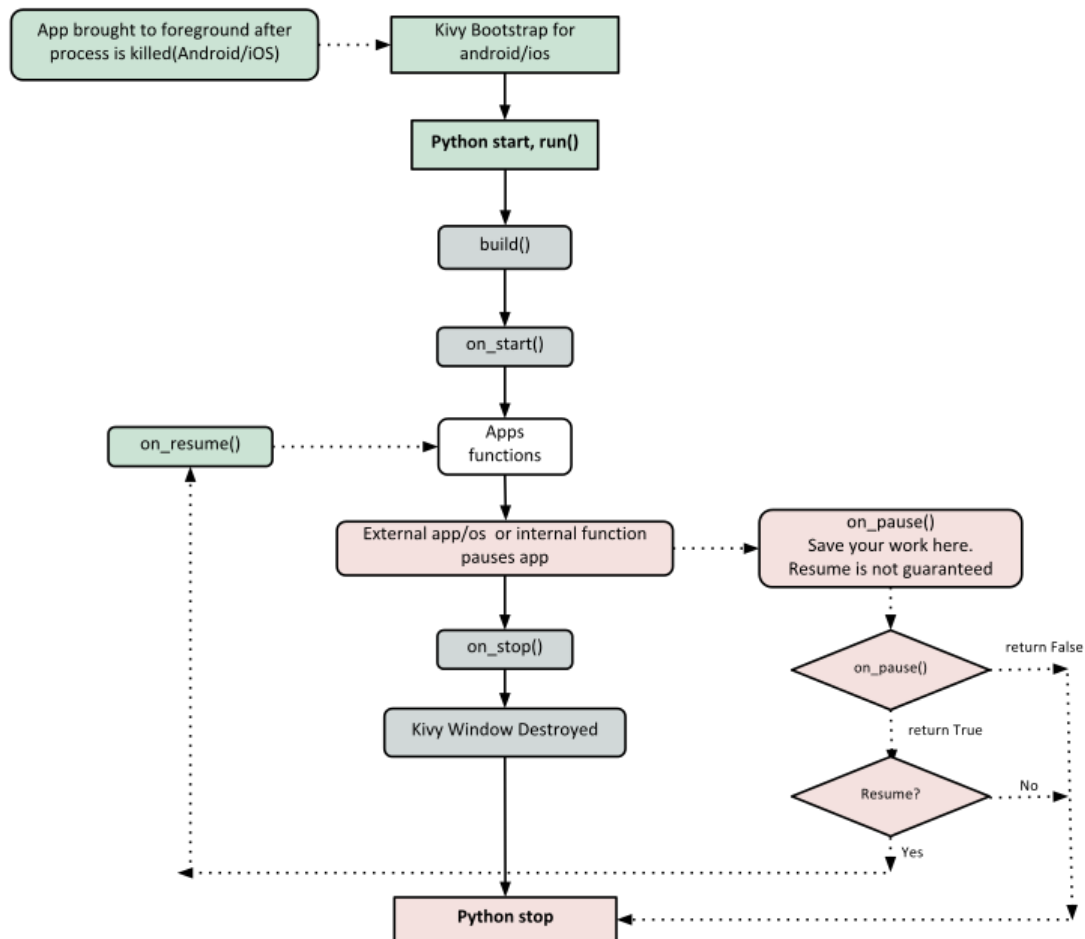 App brought to foreground after
process is killed(Android/iOS)
Kivy Bootstrap for
android/ios
Python start, run()
build()
on_start()
on_resume()
Apps
functions
External app/os  or internal function
pauses app
on_pause()
Save your work here.
Resume is not guaranteed
on_stop()
on_pause()
return False
Kivy Window Destroyed
return True
Resume?
No
Yes
Python stop